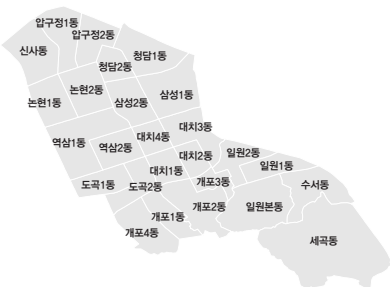 압구정1동
압구정2동
신사동
청담1동
청담2동
논현2동
논현1동
삼성2동
삼성1동
대치3동
대치4동
역삼1동
역삼2동
대치2동
일원2동
일원1동
대치1동
개포3동
도곡1동
도곡2동
수서동
개포2동
일원본동
개포1동
개포4동
세곡동